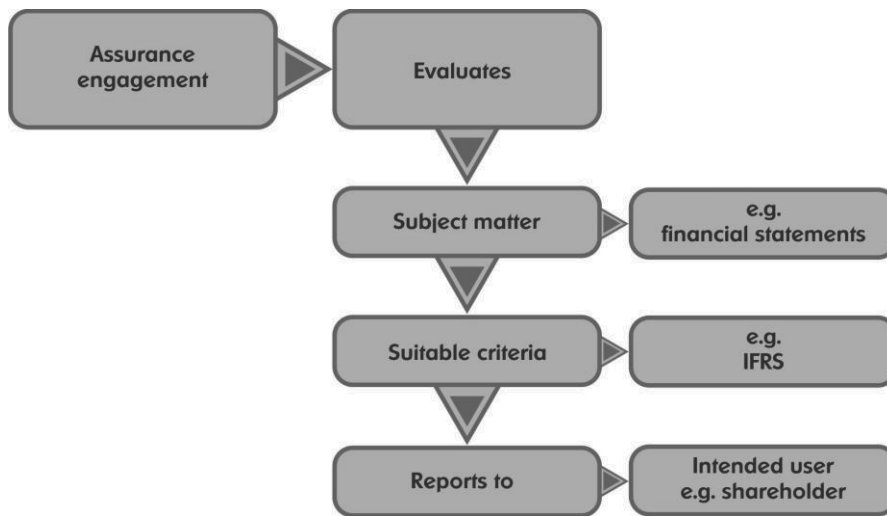 Assurance
engagement
Evaluates
Subject matter
e.g.
financial statements
Suitable criteria
e.g.
IFRS
Reports to
Intended user
e.g. shareholder